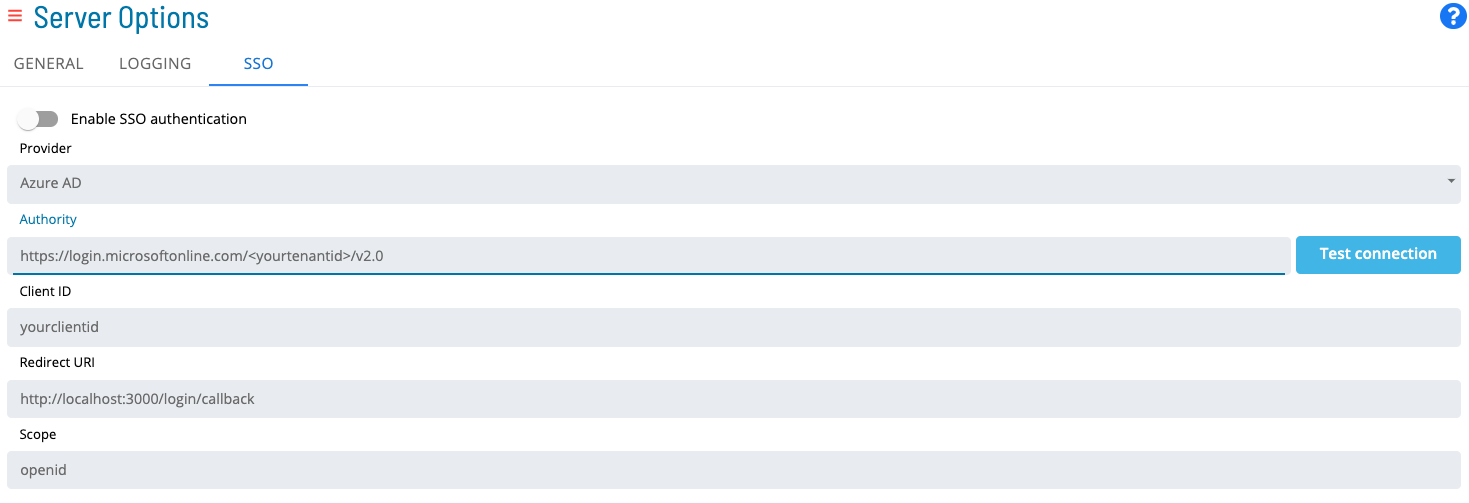 Server Options
?
GENERAL LOGGING SSO
Enable SSO authentication
Provider
Azure AD
Authority
https://login.microsoftonline.com/<yourtenantid>/v2.0
Test connection
Client ID
yourclientid
Redirect URI
http://localhost:3000/login/callback
Scope
openid